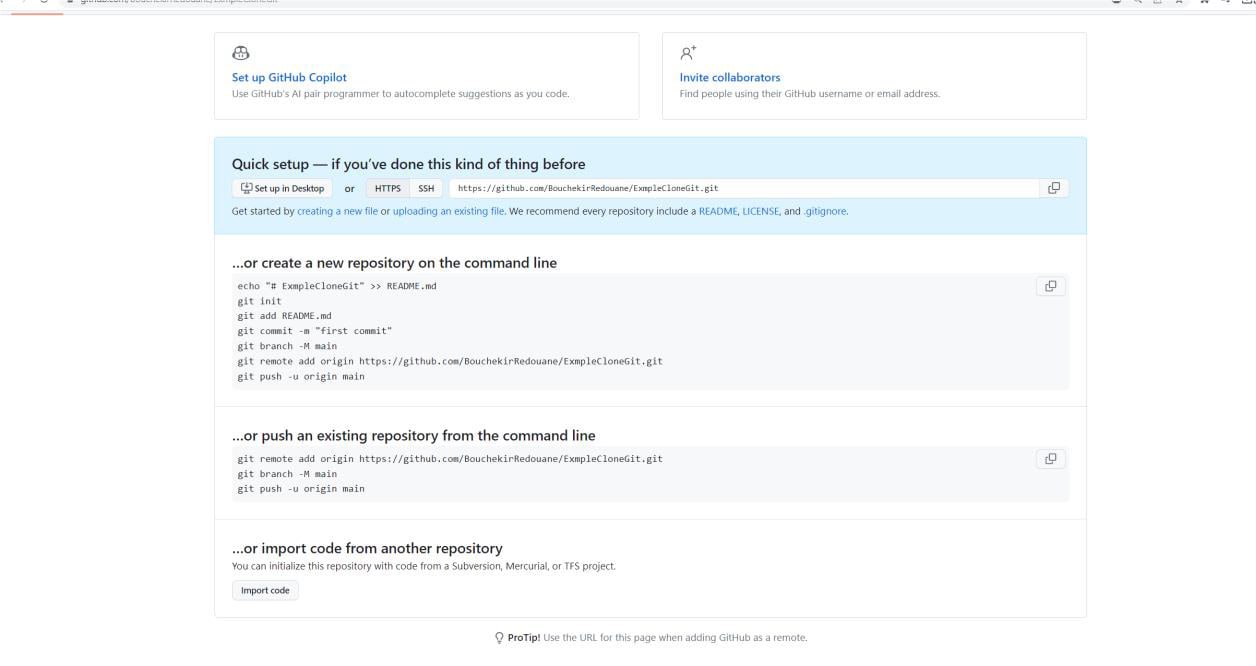 Set up GitHub Copilot
Use GitHub's AI pair programmer to autocomplete suggestions as you code.
Invite collaborators
Find people using their GitHub username or email address.
Quick setup — if you've done this kind of thing before
Set up in Desktop or HTTPS SSH https://github.com/BouchekirRedouane/ExmpleCloneGit.git
Get started by creating a new file or uploading an existing file. We recommend every repository include a README, LICENSE, and .gitignore.
...or create a new repository on the command line
echo "# ExmpleCloneGit" >> README.md
git init
git add README.md
git commit -m "first commit"
git branch -M main
git remote add origin https://github.com/BouchekirRedouane/ExmpleCloneGit.git
git push -u origin main
...or push an existing repository from the command line
git remote add origin https://github.com/BouchekirRedouane/ExmpleCloneGit.git
git branch -M main
git push -u origin main
...or import code from another repository
You can initialize this repository with code from a Subversion, Mercurial, or TFS project.
Import code
ProTip! Use the URL for this page when adding GitHub as a remote.